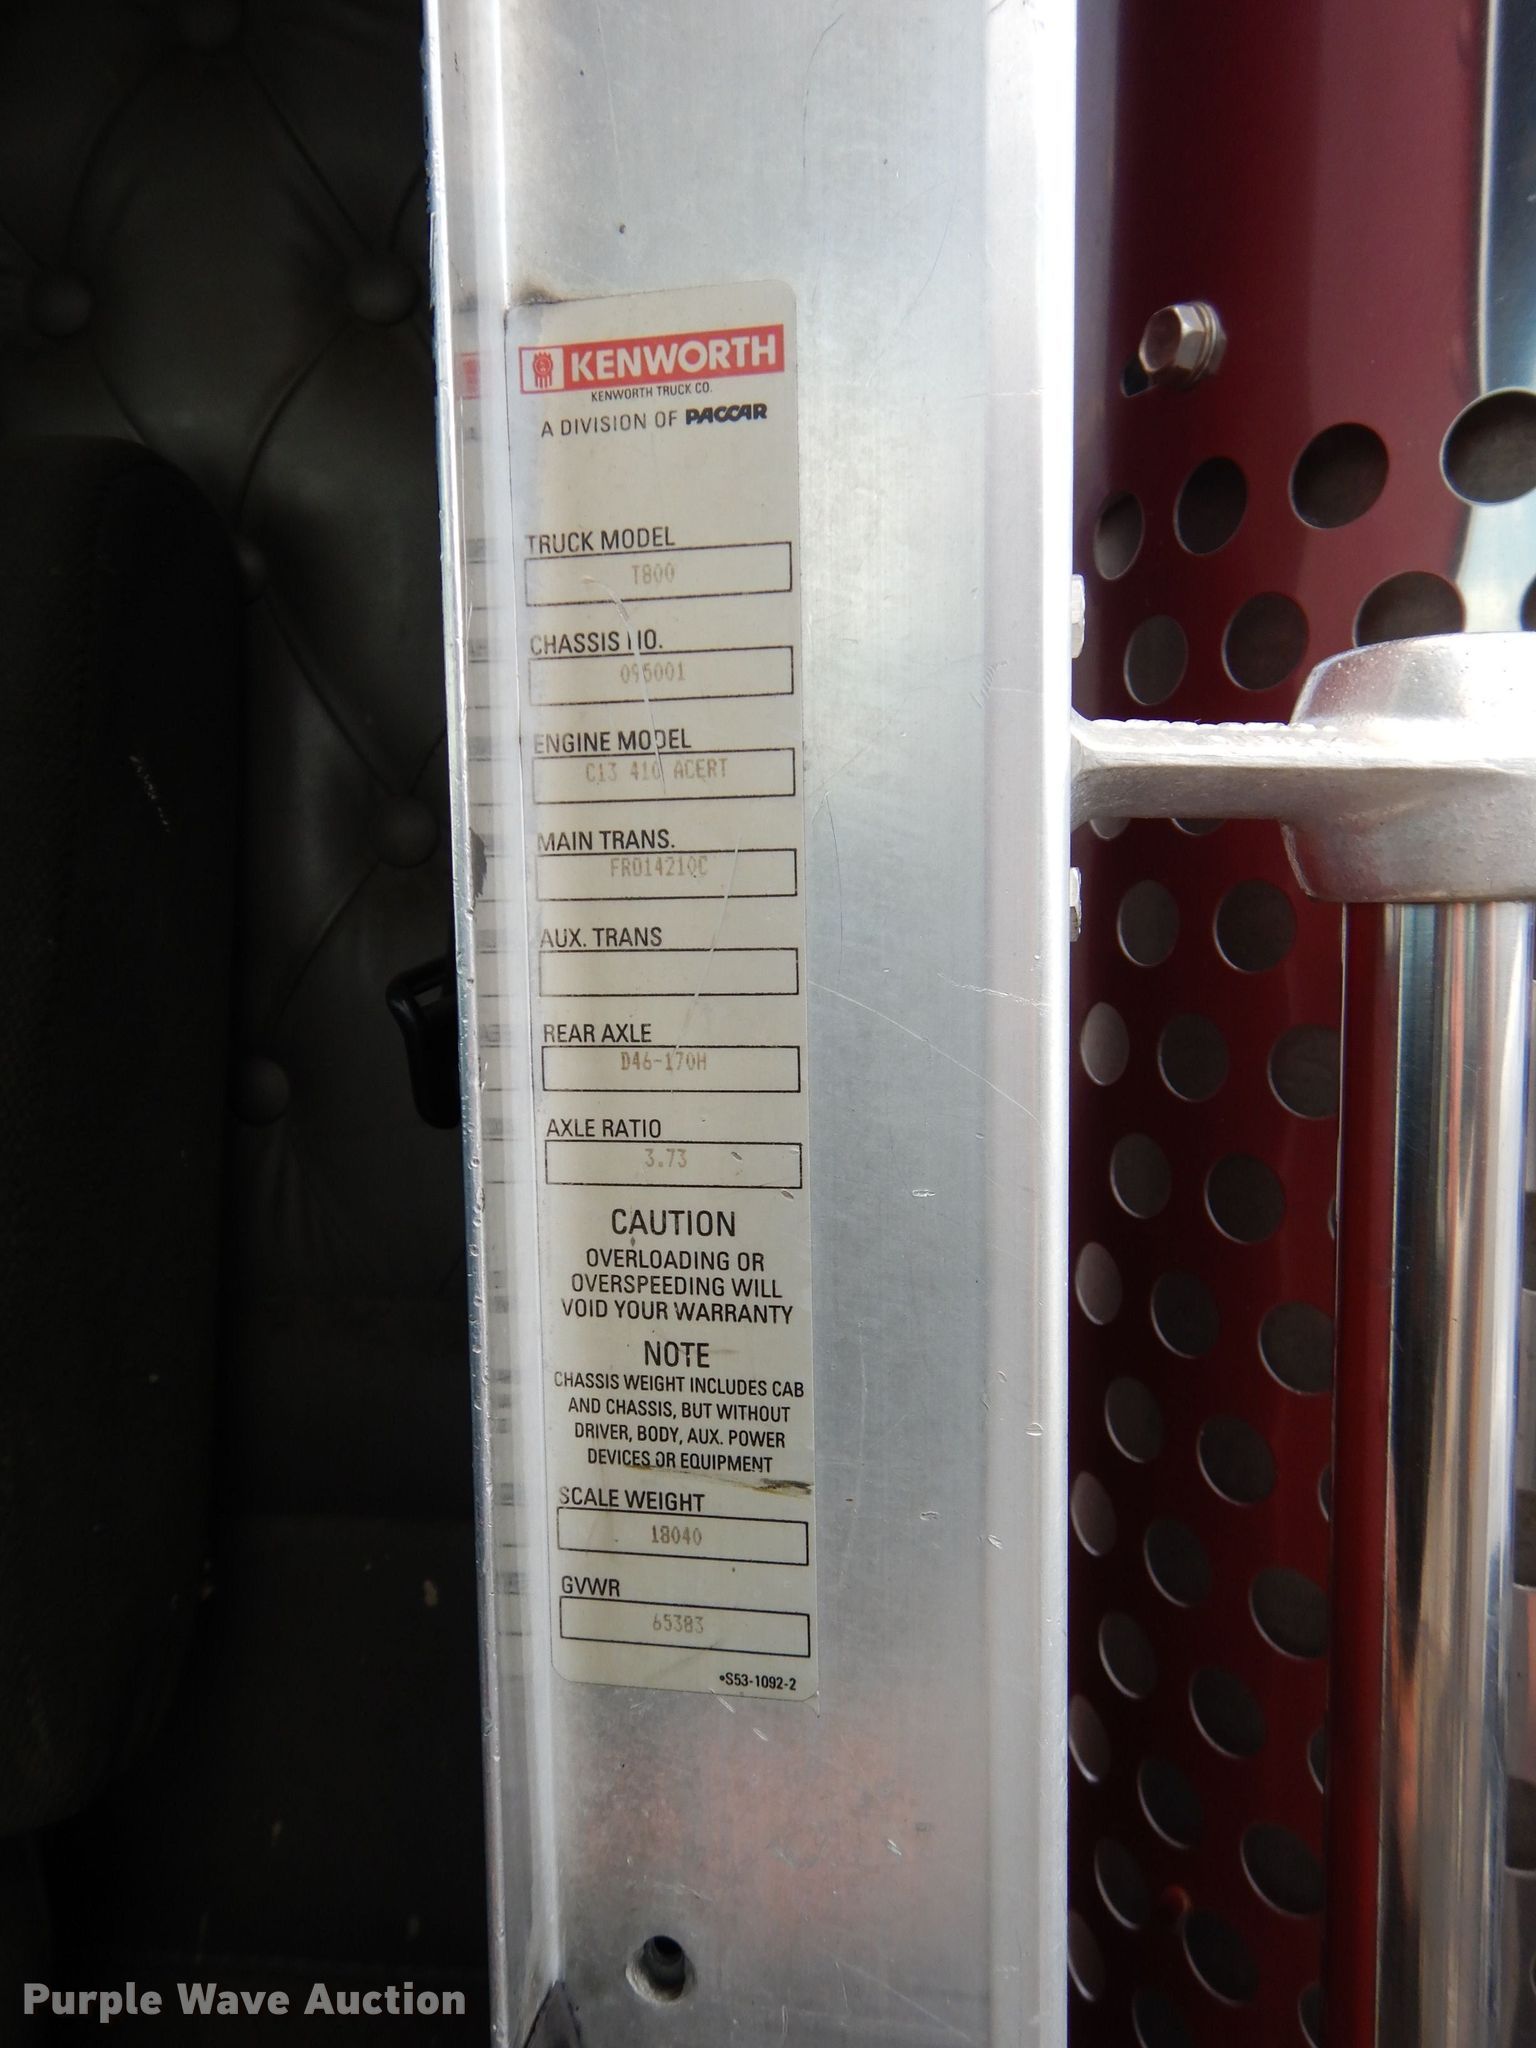 KENWORTH
KENWORTH TRUCK CO.
A DIVISION OF PACCAR
TRUCK MODEL
T800
CHASSIS NO.
095001
ENGINE MODEL
C13 410 ACERT
MAIN TRANS.
FRO14210C
AUX. TRANS
REAR AXLE
D46-170H
AXLE RATIO
3.73
CAUTION
OVERLOADING OR
OVERSPEEDING WILL
VOID YOUR WARRANTY
NOTE
CHASSIS WEIGHT INCLUDES CAB
AND CHASSIS, BUT WITHOUT
DRIVER, BODY, AUX. POWER
DEVICES OR EQUIPMENT
SCALE WEIGHT
18040
GVWR
65383
•S53-1092-2
Purple Wave Auction